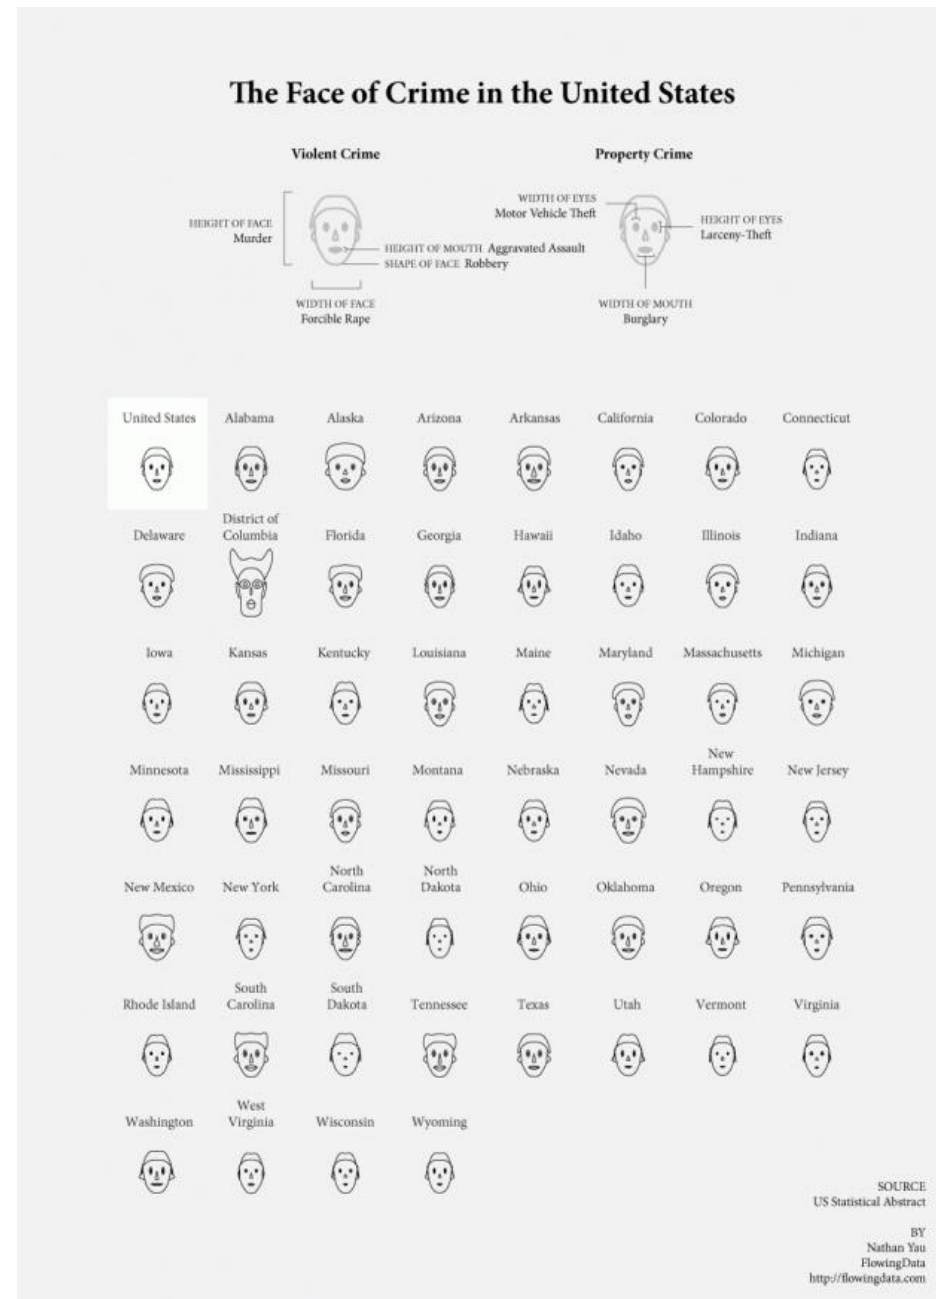 The Face of Crime in the United States
Violent Crime
Property Crime
HEIGHT OF FACE
Murder
HEIGHT OF MOUTH Aggravated Assault
SHAPE OF FACE Robbery
WIDTH OF FACE
Forcible Rape
WIDTH OF EYES
Motor Vehicle Theft
HEIGHT OF EYES
Larceny-Theft
WIDTH OF MOUTH
Burglary
United States
Alabama
Alaska
Arizona
Arkansas
California
Colorado
Connecticut
Delaware
District of
Columbia
Florida
Georgia
Hawaii
Idaho
Illinois
Indiana
Iowa
Kansas
Kentucky
Louisiana
Maine
Maryland
Massachusetts
Michigan
Minnesota
Mississippi
Missouri
Montana
Nebraska
Nevada
New
Hampshire
New Jersey
New Mexico
New York
North
Carolina
North
Dakota
Ohio
Oklahoma
Oregon
Pennsylvania
Rhode Island
South
Carolina
South
Dakota
Tennessee
Texas
Utah
Vermont
Virginia
Washington
West
Virginia
Wisconsin
Wyoming
SOURCE
US Statistical Abstract
BY
Nathan Yau
FlowingData
http://flowingdata.com